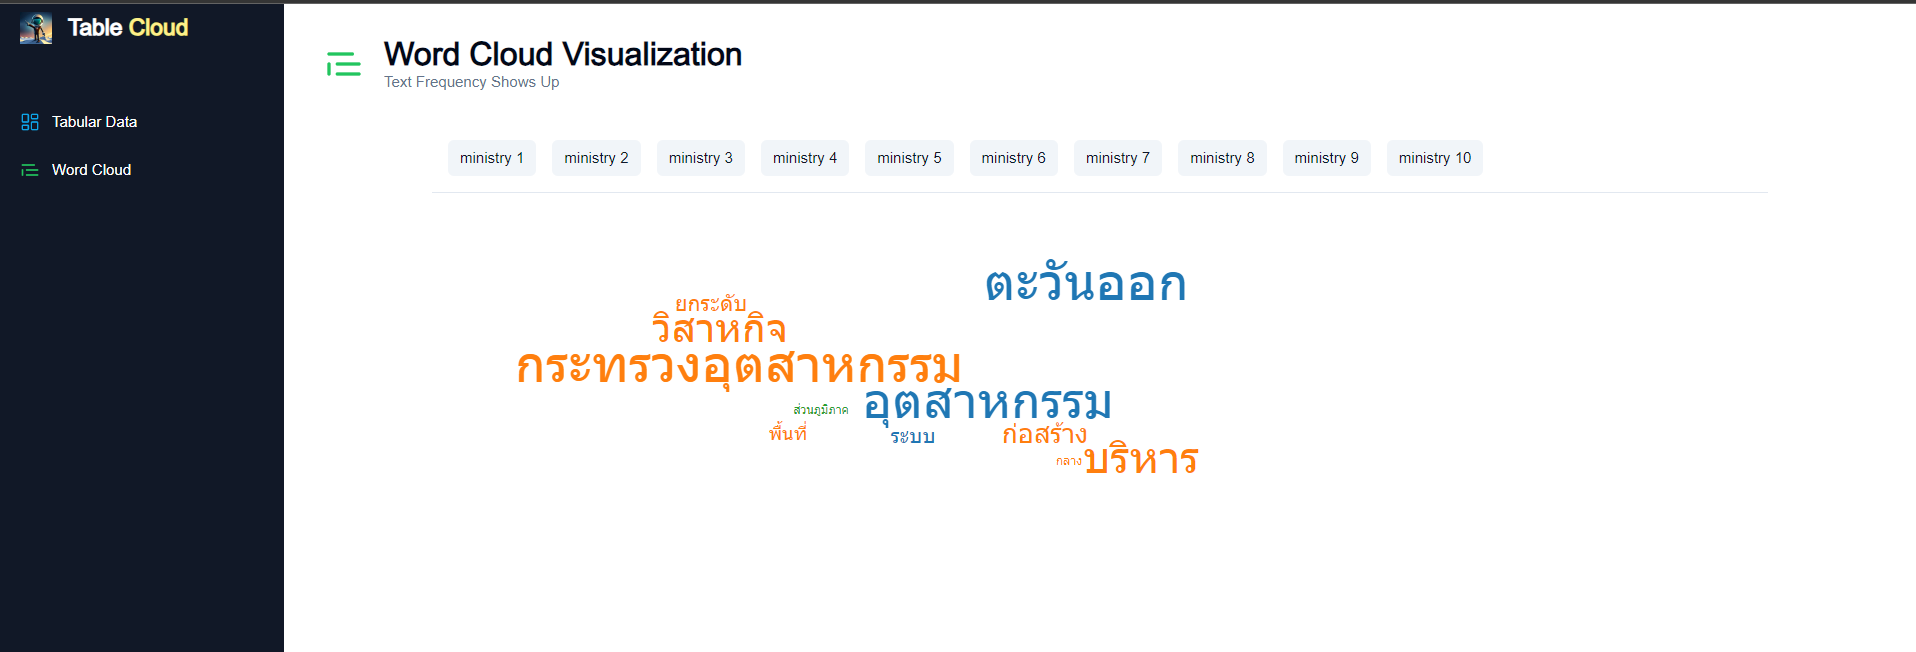 Table Cloud
Tabular Data
Word Cloud
Word Cloud Visualization
Text Frequency Shows Up
ministry 1 ministry 2 ministry 3 ministry 4 ministry 5 ministry 6 ministry 7 ministry 8 ministry 9 ministry 10
ตะวันออก
ยกระดับ
วิสาหกิจ
กระทรวงอุตสาหกรรม
อุตสาหกรรม
ส่วนภูมิภาค
พื้นที่
ระบบ
ก่อสร้าง
กลาง
บริหาร